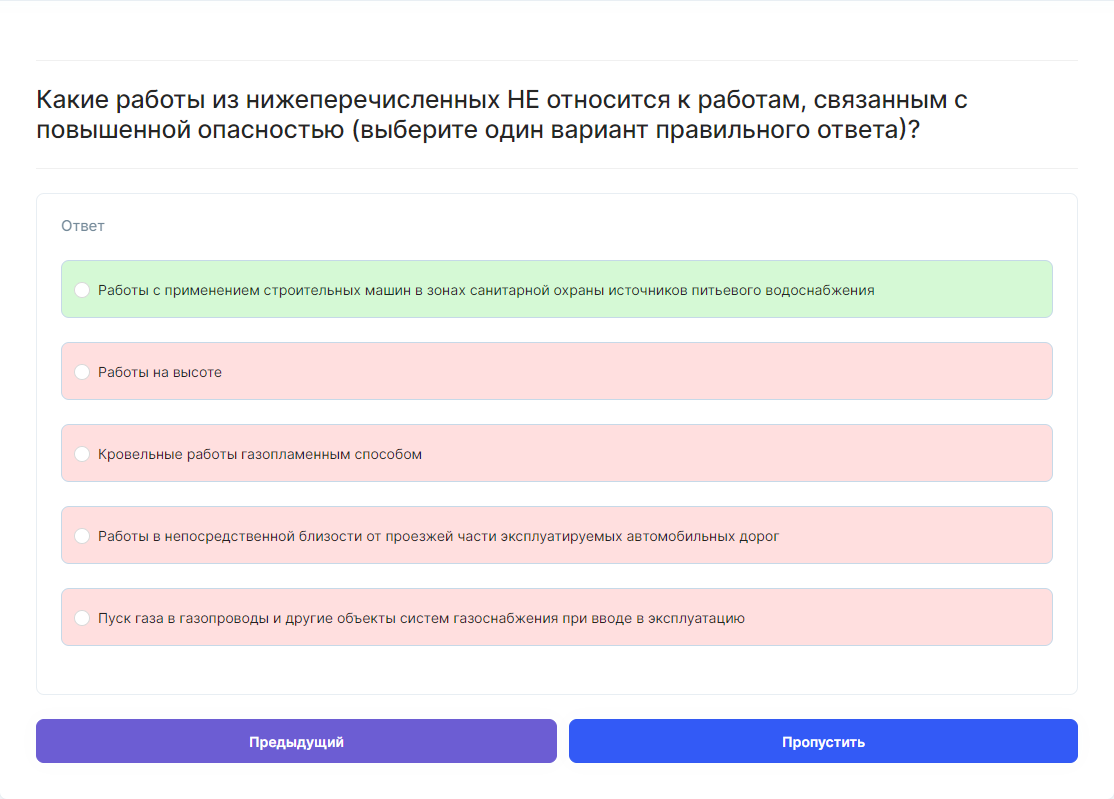 Какие работы из нижеперечисленных НЕ относится к работам, связанным с
повышенной опасностью (выберите один вариант правильного ответа)?
Ответ
Работы с применением строительных машин в зонах санитарной охраны источников питьевого водоснабжения
Работы на высоте
Кровельные работы газопламенным способом
Работы в непосредственной близости от проезжей части эксплуатируемых автомобильных дорог
Пуск газа в газопроводы и другие объекты систем газоснабжения при вводе в эксплуатацию
Предыдущий
Пропустить